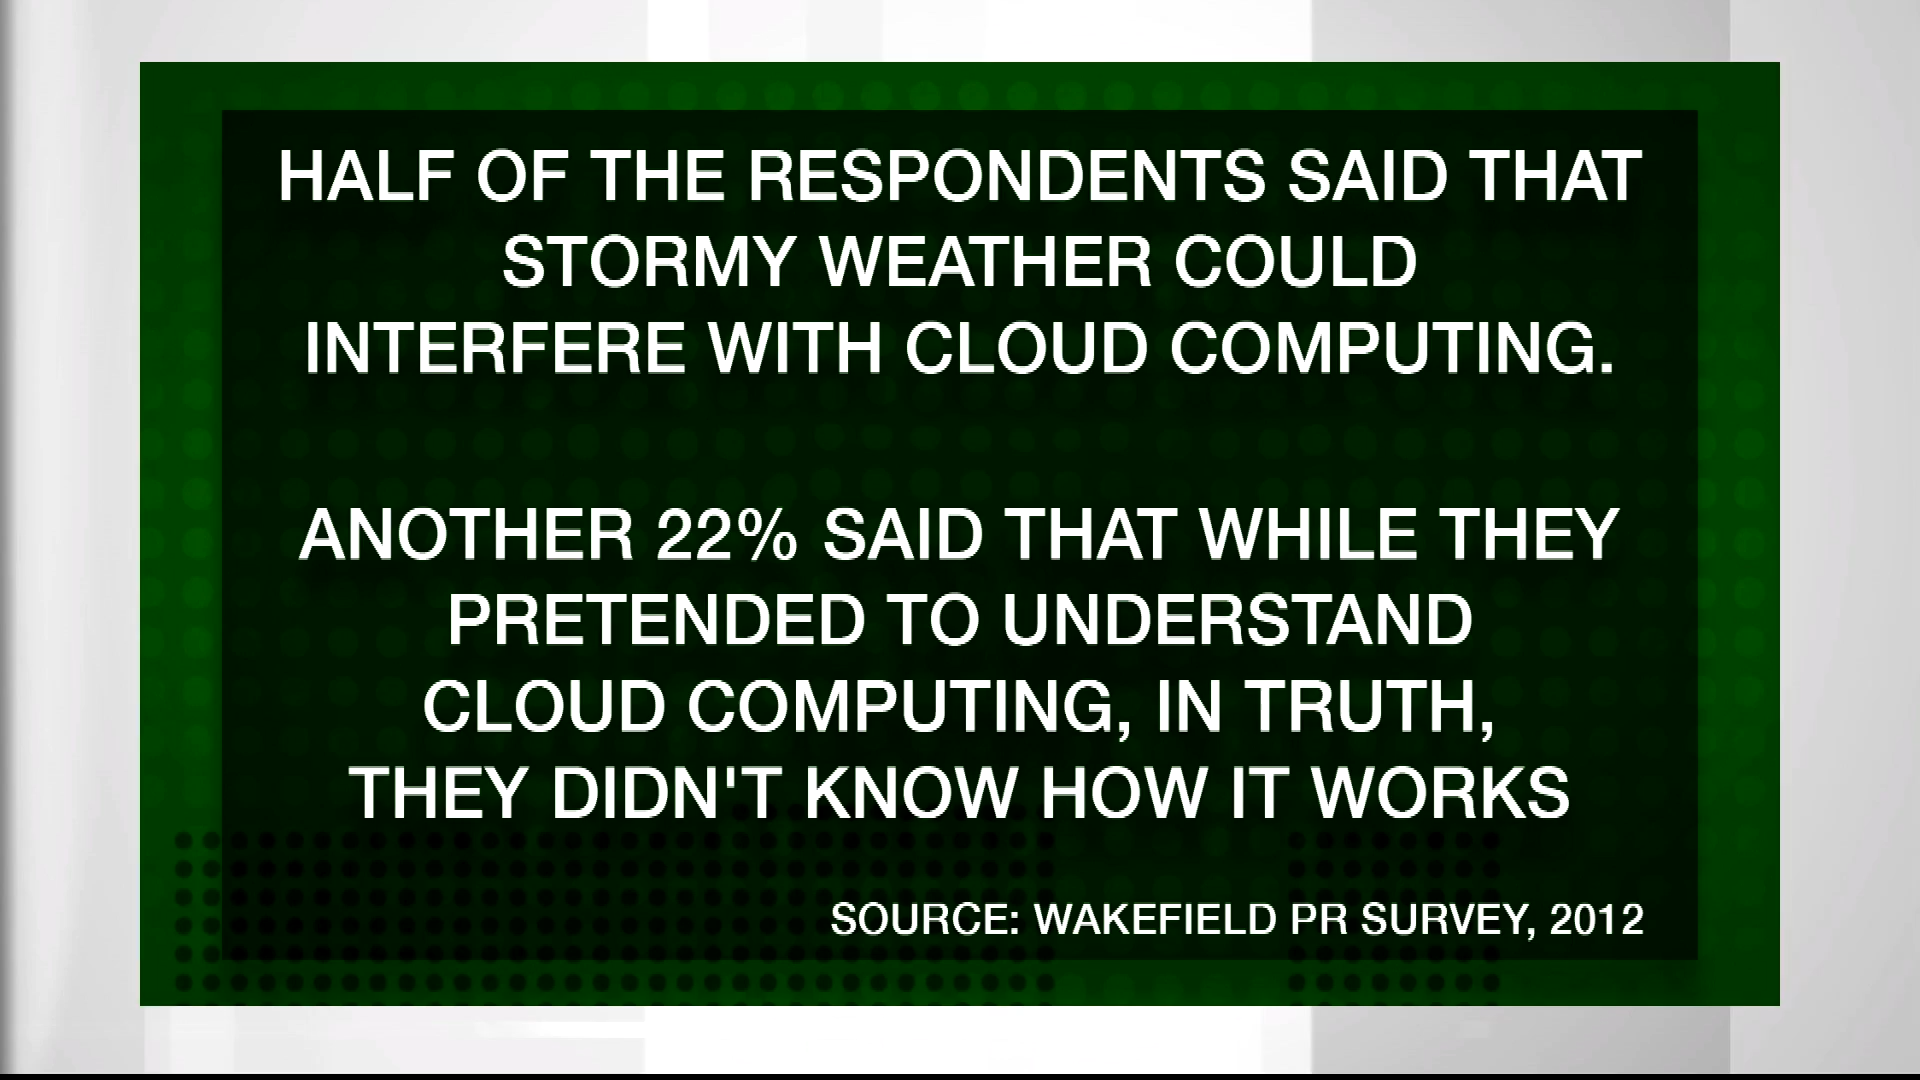 HALF OF THE RESPONDENTS SAID THAT
STORMY WEATHER COULD
INTERFERE WITH CLOUD COMPUTING.
ANOTHER 22% SAID THAT WHILE THEY
PRETENDED TO UNDERSTAND
CLOUD COMPUTING, IN TRUTH,
THEY DIDN'T KNOW HOW IT WORKS
SOURCE: WAKEFIELD PR SURVEY, 2012